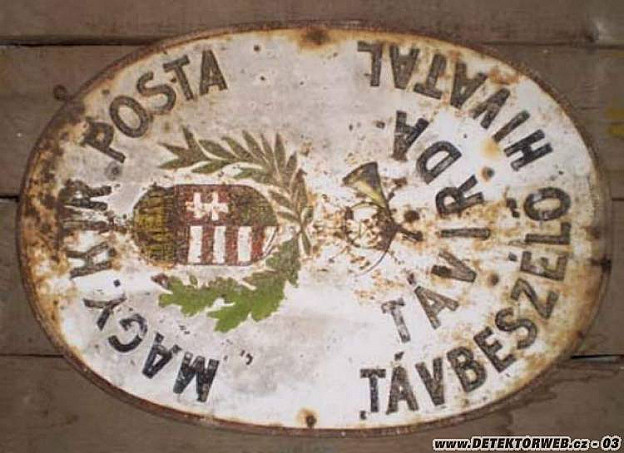 MAGY. KIR. POSTA
TÁVIRDA
TÁVBESZÉLŐ HIVATAL
www.DETEKTORWEB.cz - 03